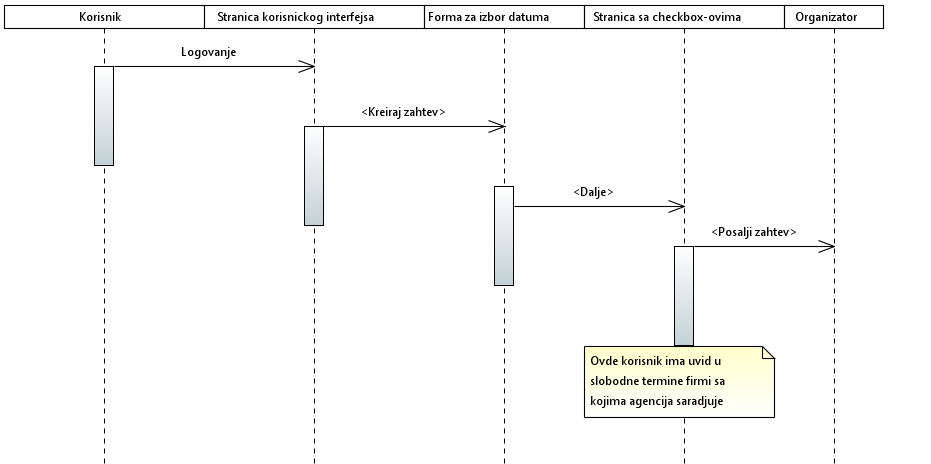 Korisnik
Stranica korisnickog interfejsa
Forma za izbor datuma
Stranica sa checkbox-ovima
Organizator
Logovanje
<Kreiraj zahtev>
<Dalje>
<Posalji zahtev>
Ovde korisnik ima uvid u
slobodne termine firmi sa
kojima agencija saradjuje